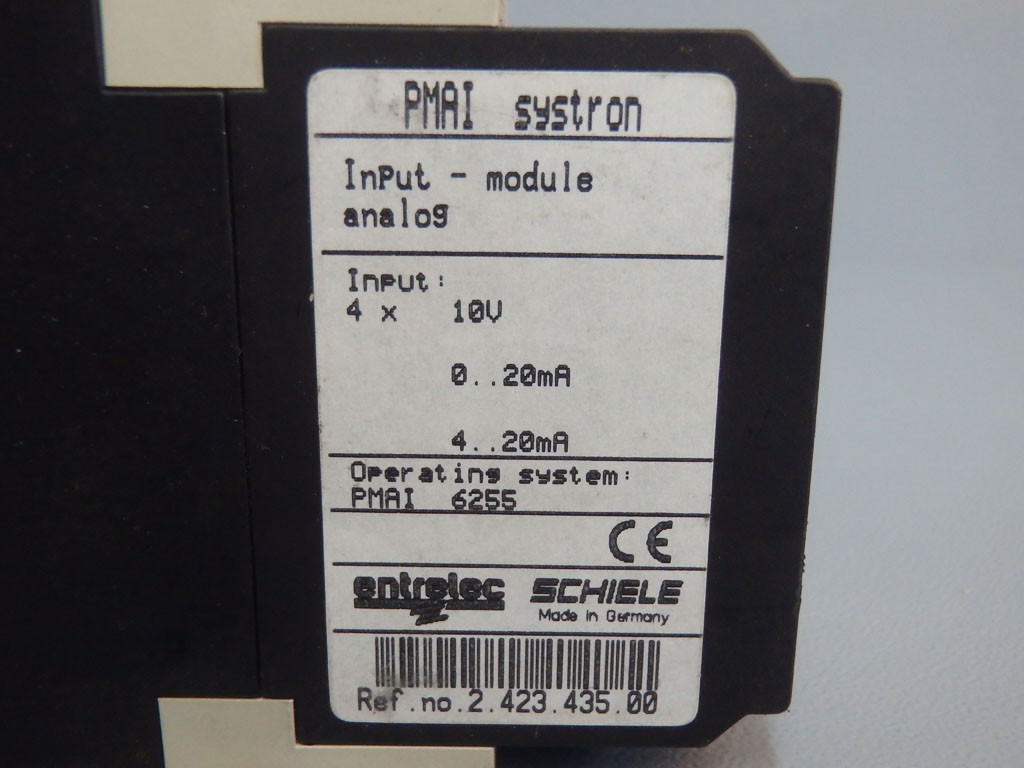 PMAI systron
InPut - module
analog
Input:
4 x 10V
0..20mA
4..20mA
Operating system:
PMAI 6255
CE
entrelec SCHIELE
Made in Germany
Ref.no.2.423.435.00